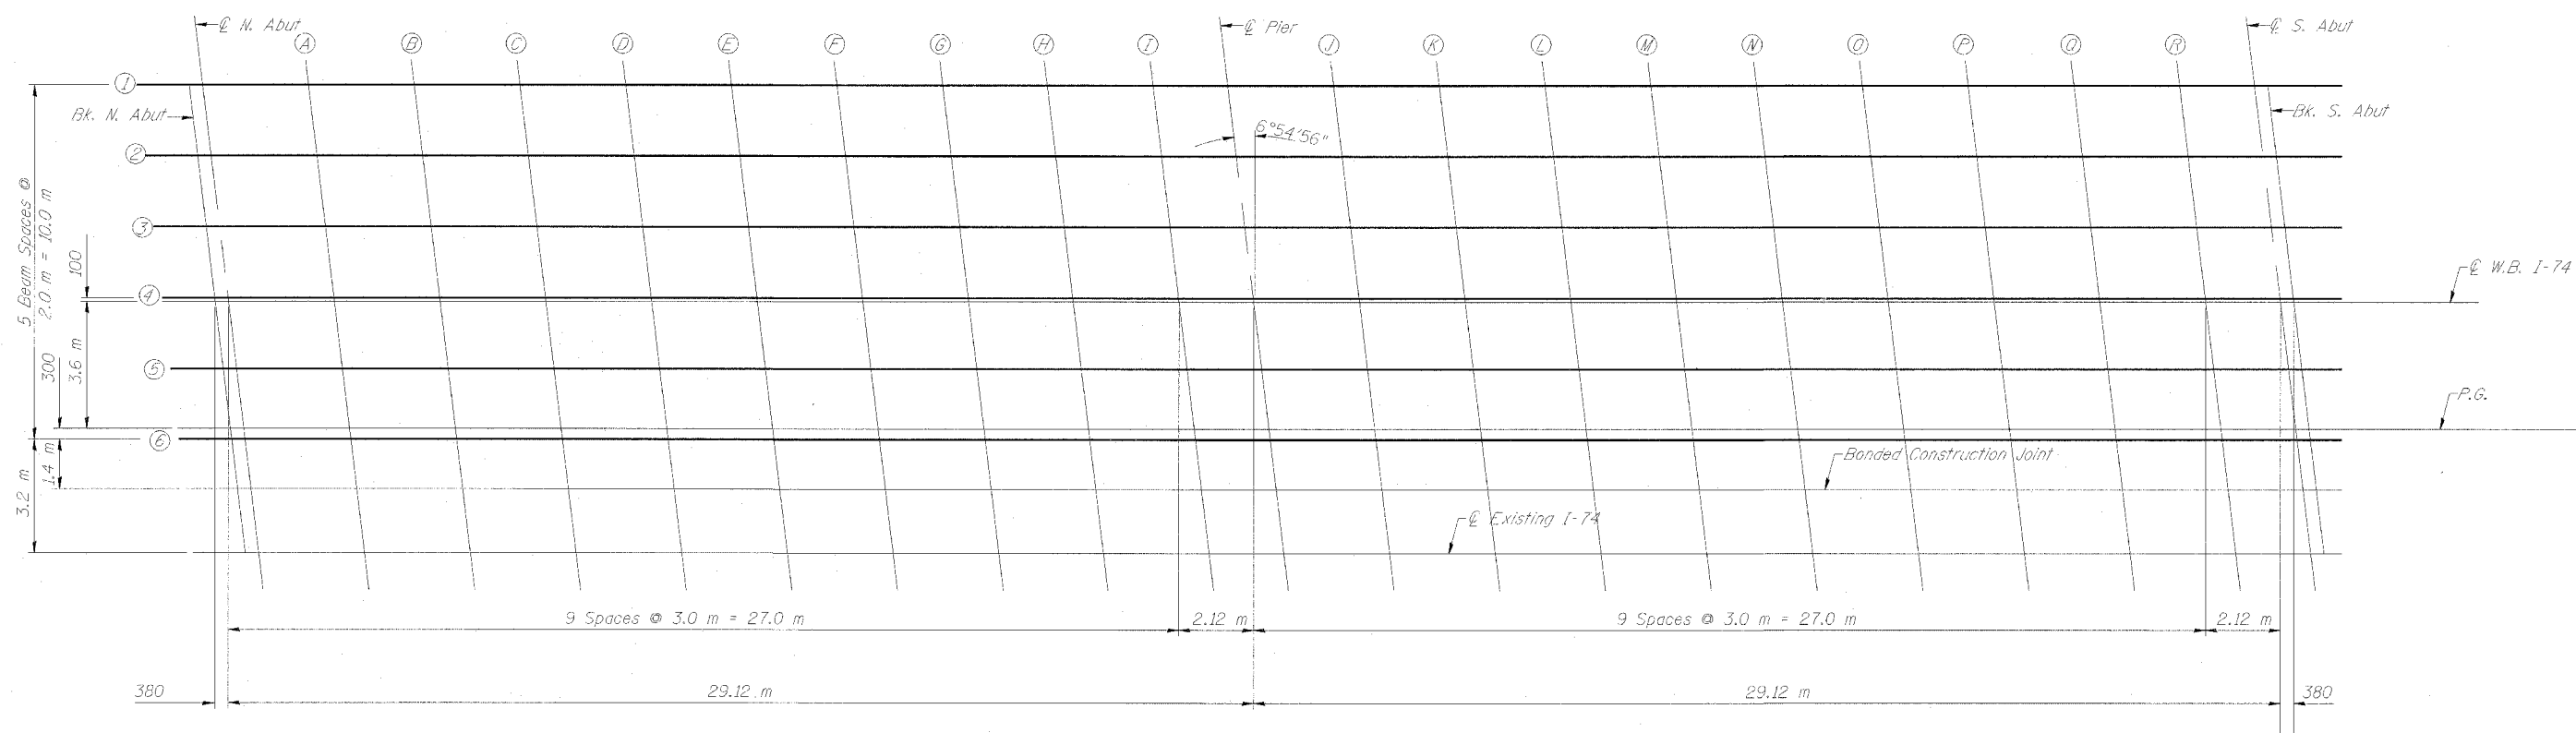 ℄ N. Abut
℄ Pier
℄ S. Abut
A B C D E F G H I J K L M N O P Q R
1
Bk. N. Abut
Bk. S. Abut
6°54'56"
2
5 Beam Spaces @
2.0 m = 10.0 m
3
100
℄ W.B. I-74
4
300
3.6 m
5
P.G.
6
3.2 m
1.4 m
Bonded Construction Joint
℄ Existing I-74
9 Spaces @ 3.0 m = 27.0 m
2.12 m
9 Spaces @ 3.0 m = 27.0 m
2.12 m
380
29.12 m
29.12 m
380